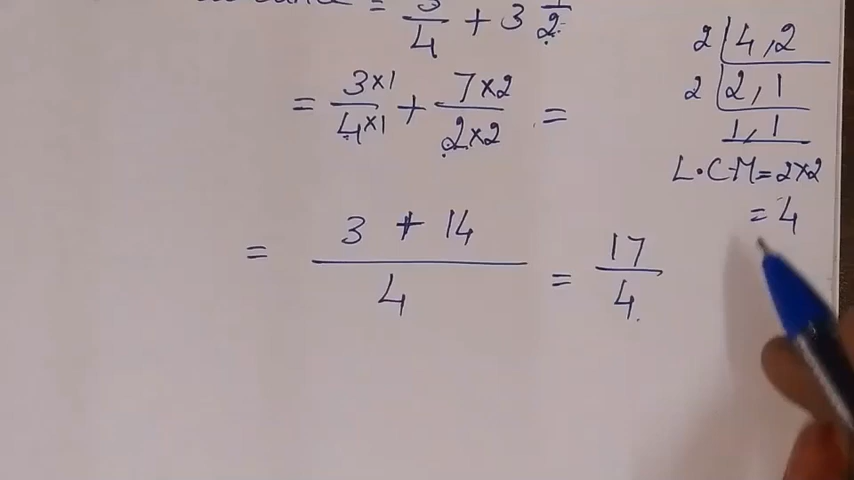 = 3/4 + 3 1/2
= 3×1/4×1 + 7×2/2×2 =
= 3 + 14/4 = 17/4
2 | 4, 2
2 | 2, 1
1, 1
L.C.M = 2×2
= 4